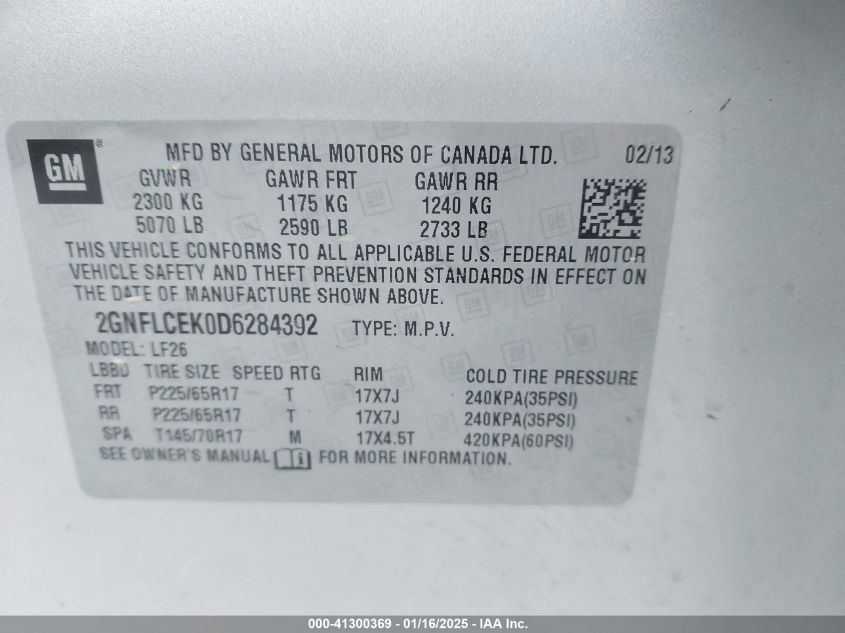 GM ®
MFD BY GENERAL MOTORS OF CANADA LTD. 02/13
GVWR GAWR FRT GAWR RR
2300 KG 1175 KG 1240 KG
5070 LB 2590 LB 2733 LB
THIS VEHICLE CONFORMS TO ALL APPLICABLE U.S. FEDERAL MOTOR
VEHICLE SAFETY AND THEFT PREVENTION STANDARDS IN EFFECT ON
THE DATE OF MANUFACTURE SHOWN ABOVE.
2GNFLCEK0D6284392 TYPE: M.P.V.
MODEL: LF26
LBBD TIRE SIZE SPEED RTG RIM COLD TIRE PRESSURE
FRT P225/65R17 T 17X7J 240KPA(35PSI)
RR P225/65R17 T 17X7J 240KPA(35PSI)
SPA T145/70R17 M 17X4.5T 420KPA(60PSI)
SEE OWNER'S MANUAL i FOR MORE INFORMATION.
000-41300369 - 01/16/2025 - IAA Inc.